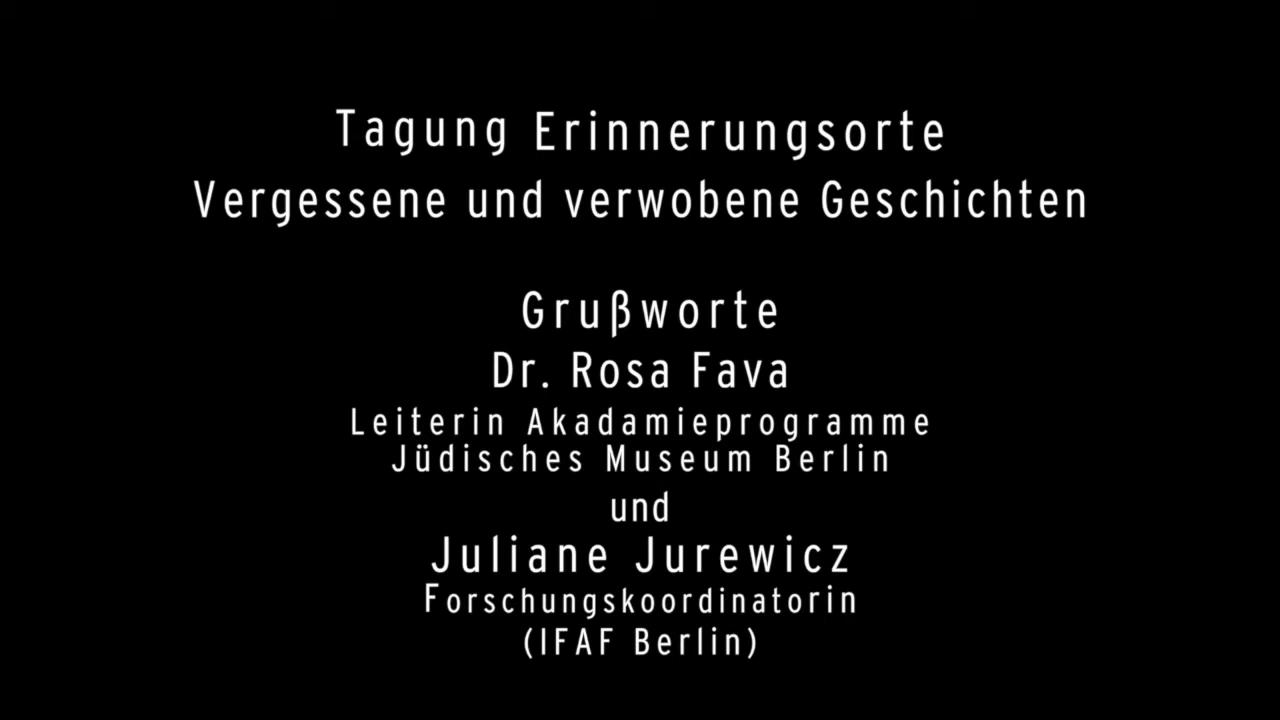 Tagung Erinnerungsorte
Vergessene und verwobene Geschichten
Grußworte
Dr. Rosa Fava
Leiterin Akadamieprogramme
Jüdisches Museum Berlin
und
Juliane Jurewicz
Forschungskoordinatorin
(IFAF Berlin)